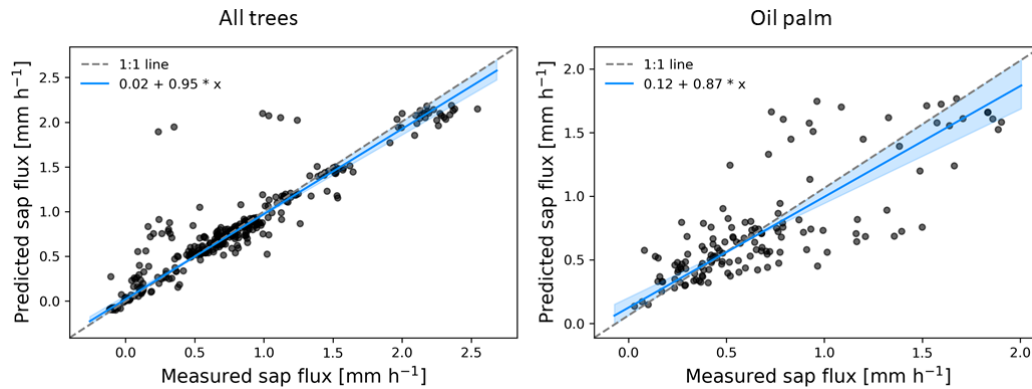 All trees
1:1 line
0.02 + 0.95 * x
2.5
2.0
1.5
1.0
0.5
0.0
Predicted sap flux [mm h⁻¹]
0.0 0.5 1.0 1.5 2.0 2.5
Measured sap flux [mm h⁻¹]
Oil palm
1:1 line
0.12 + 0.87 * x
2.0
1.5
1.0
0.5
0.0
Predicted sap flux [mm h⁻¹]
0.0 0.5 1.0 1.5 2.0
Measured sap flux [mm h⁻¹]